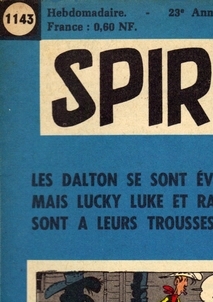 1143
Hebdomadaire. - 23e Ann
France : 0,60 NF.
SPIR
LES DALTON SE SONT ÉV
MAIS LUCKY LUKE ET RA
SONT A LEURS TROUSSES